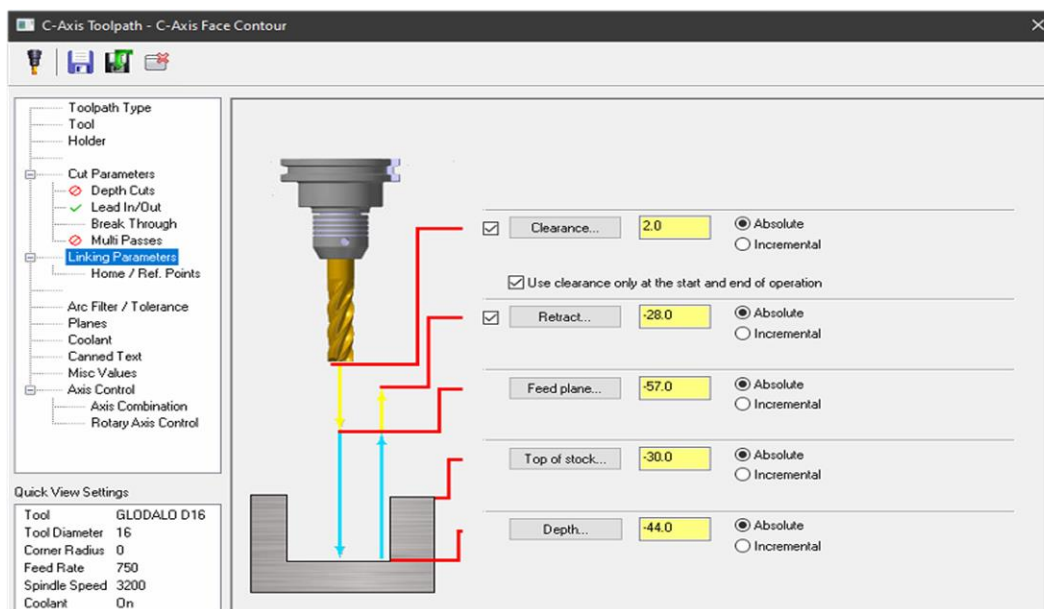 C-Axis Toolpath - C-Axis Face Contour
Toolpath Type
Tool
Holder
Cut Parameters
Depth Cuts
Lead In/Out
Break Through
Multi Passes
Linking Parameters
Home / Ref. Points
Arc Filter / Tolerance
Planes
Coolant
Canned Text
Misc Values
Axis Control
Axis Combination
Rotary Axis Control
Quick View Settings
Tool GLODALO D16
Tool Diameter 16
Corner Radius 0
Feed Rate 750
Spindle Speed 3200
Coolant On
Clearance... 2.0 Absolute
Incremental
Use clearance only at the start and end of operation
Retract... -28.0 Absolute
Incremental
Feed plane... -57.0 Absolute
Incremental
Top of stock... -30.0 Absolute
Incremental
Depth... -44.0 Absolute
Incremental